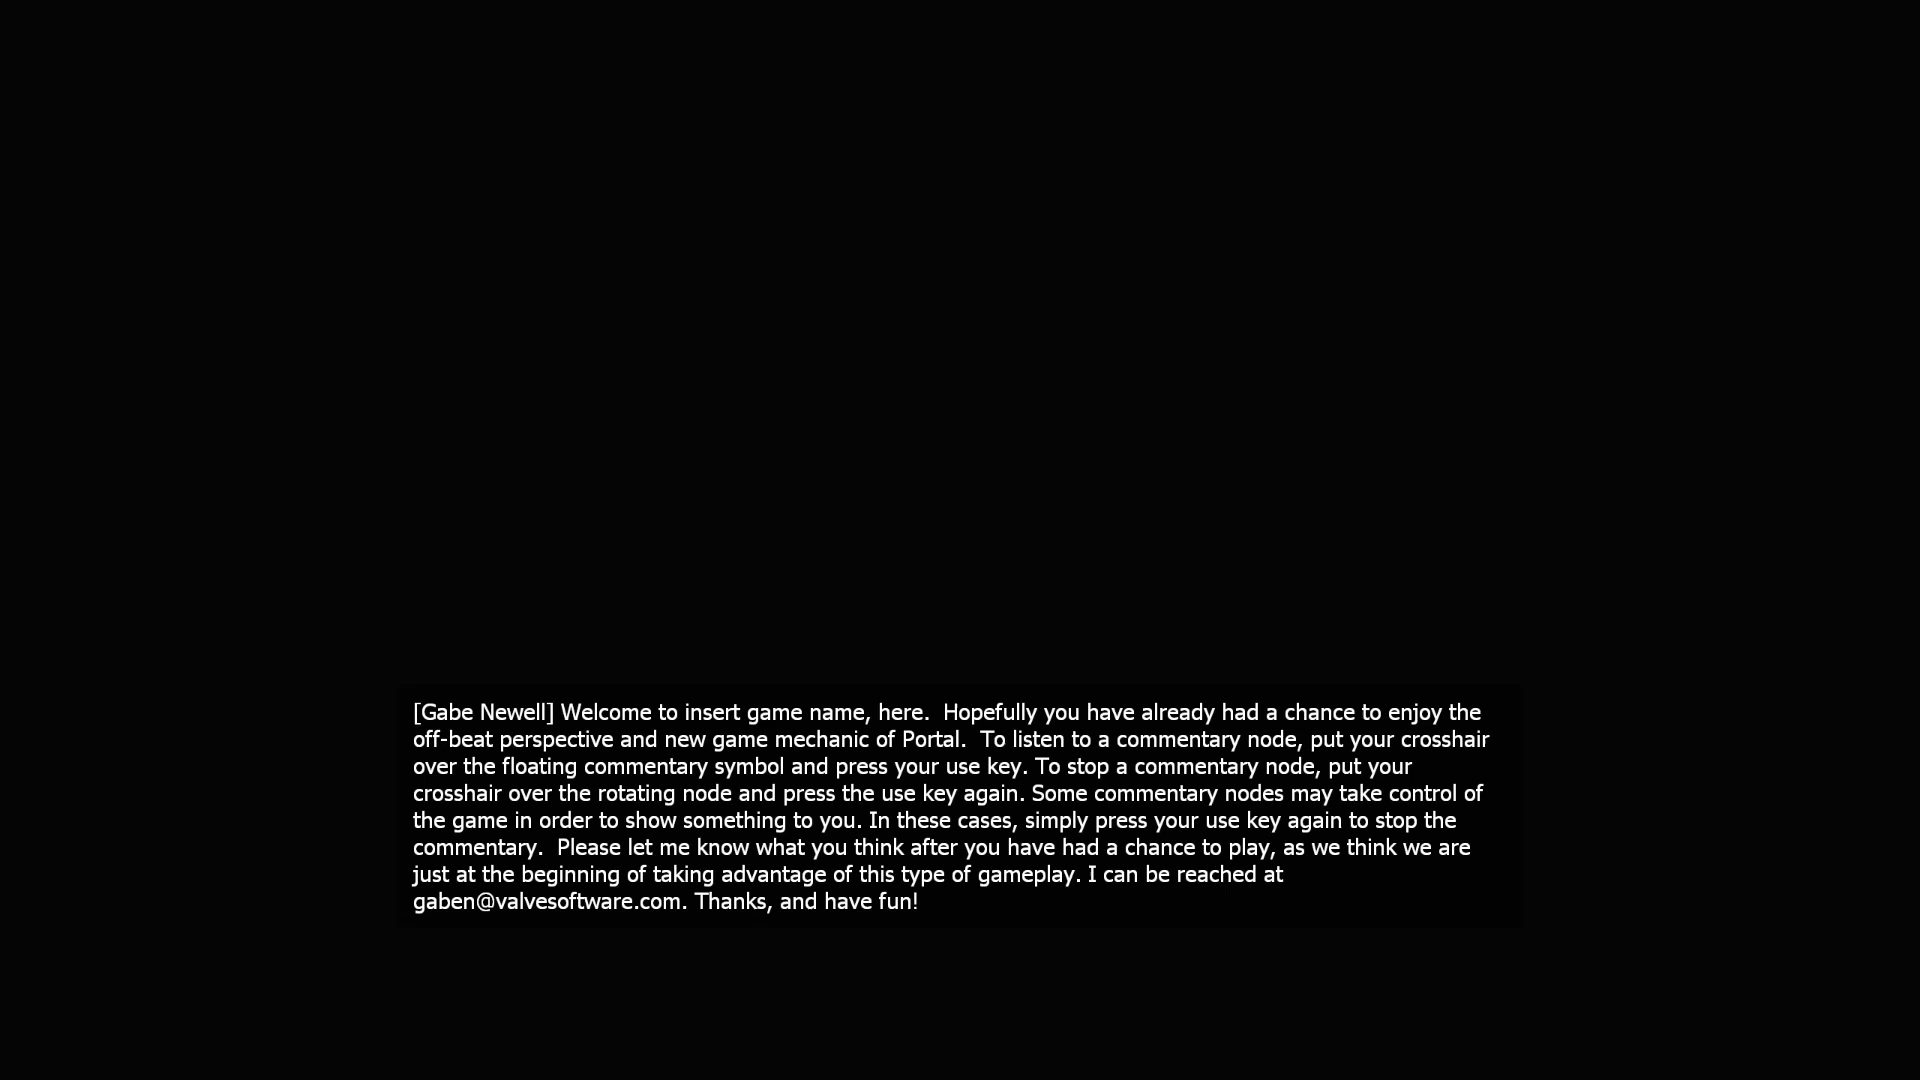 [Gabe Newell] Welcome to insert game name, here.  Hopefully you have already had a chance to enjoy the
off-beat perspective and new game mechanic of Portal.  To listen to a commentary node, put your crosshair
over the floating commentary symbol and press your use key. To stop a commentary node, put your
crosshair over the rotating node and press the use key again. Some commentary nodes may take control of
the game in order to show something to you. In these cases, simply press your use key again to stop the
commentary.  Please let me know what you think after you have had a chance to play, as we think we are
just at the beginning of taking advantage of this type of gameplay. I can be reached at
gaben@valvesoftware.com. Thanks, and have fun!